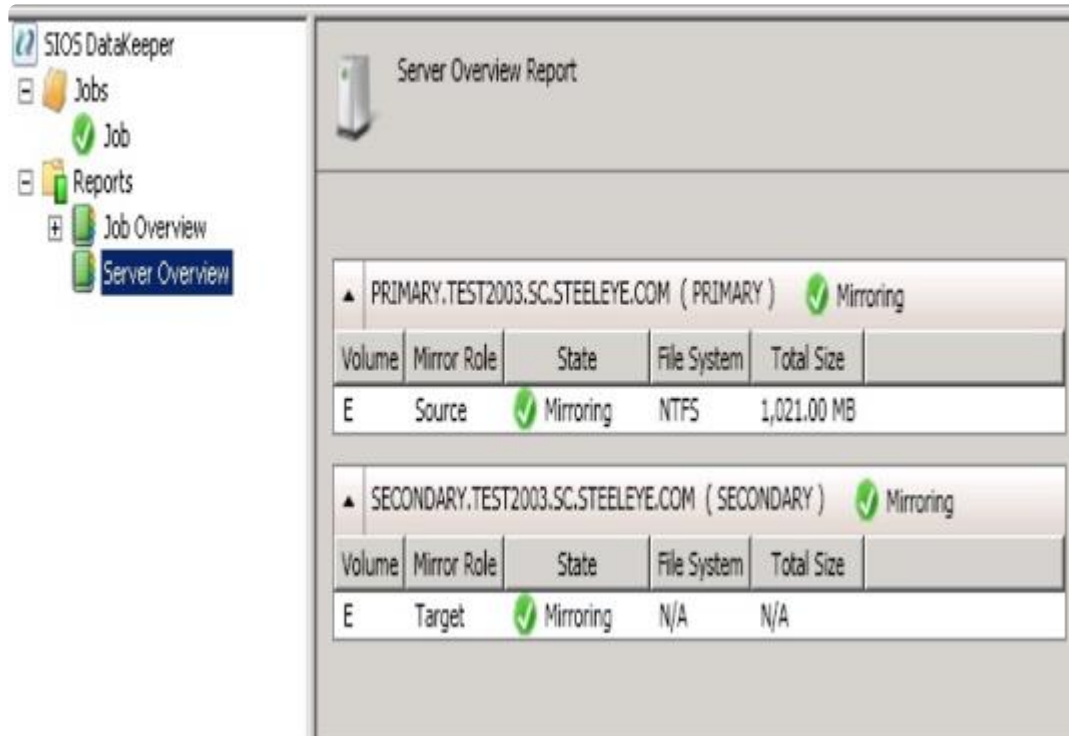 SIOS DataKeeper
Jobs
Job
Reports
Job Overview
Server Overview
Server Overview Report
PRIMARY.TEST2003.SC.STEELEYE.COM ( PRIMARY ) Mirroring
Volume Mirror Role State File System Total Size
E Source Mirroring NTFS 1,021.00 MB
SECONDARY.TEST2003.SC.STEELEYE.COM ( SECONDARY ) Mirroring
Volume Mirror Role State File System Total Size
E Target Mirroring N/A N/A